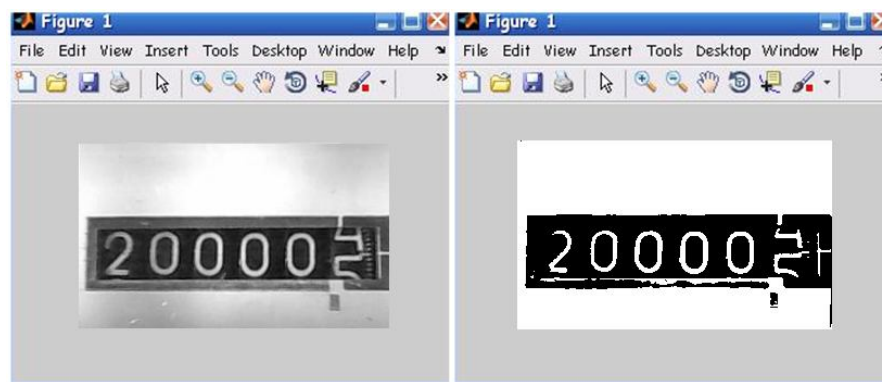 Figure 1
File Edit View Insert Tools Desktop Window Help
20000
Figure 1
File Edit View Insert Tools Desktop Window Help
20000